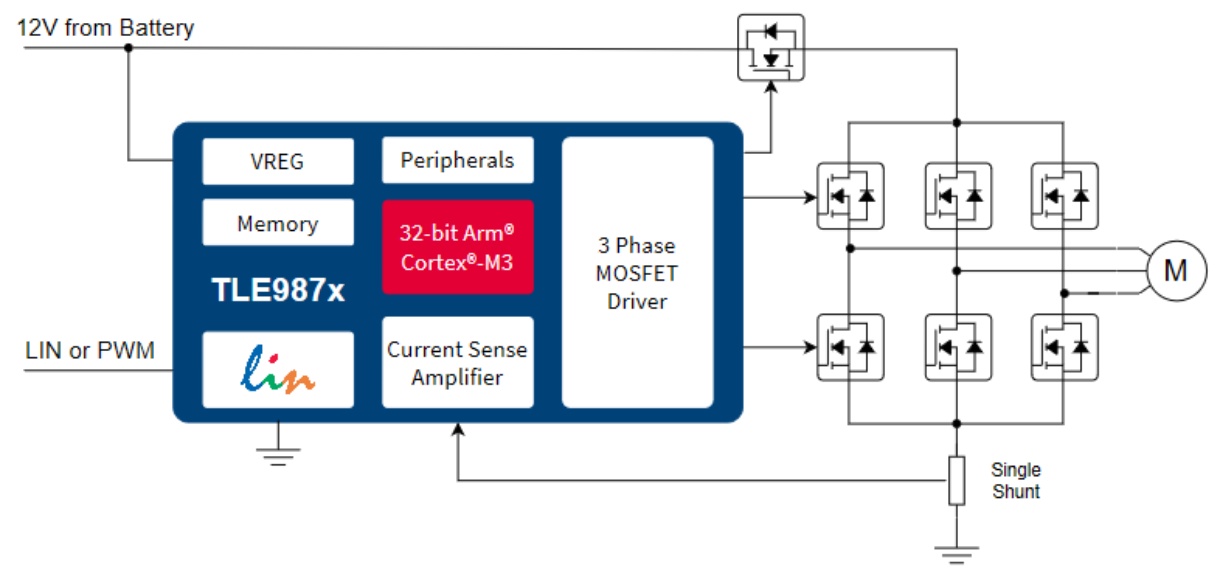 12V from Battery
VREG
Peripherals
Memory
32-bit Arm®
Cortex®-M3
3 Phase
MOSFET
Driver
TLE987x
M
LIN or PWM
lin
Current Sense
Amplifier
Single
Shunt